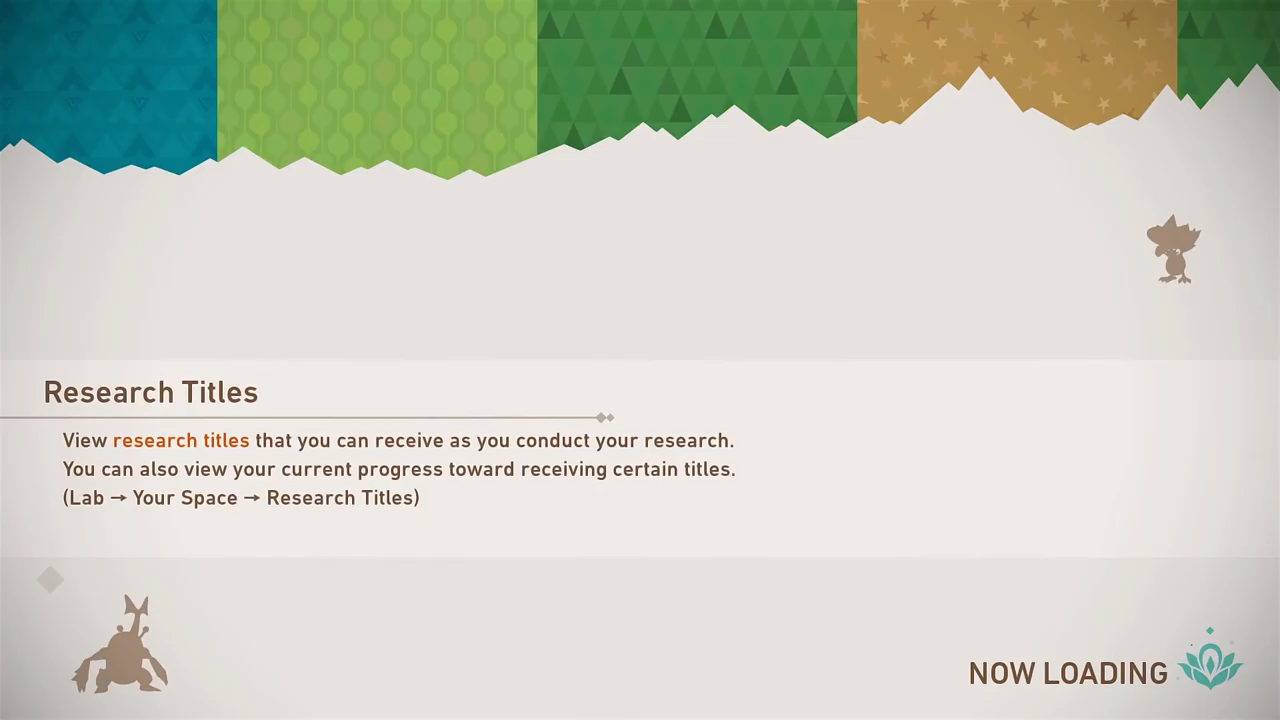 Research Titles
View research titles that you can receive as you conduct your research.
You can also view your current progress toward receiving certain titles.
(Lab → Your Space → Research Titles)
NOW LOADING